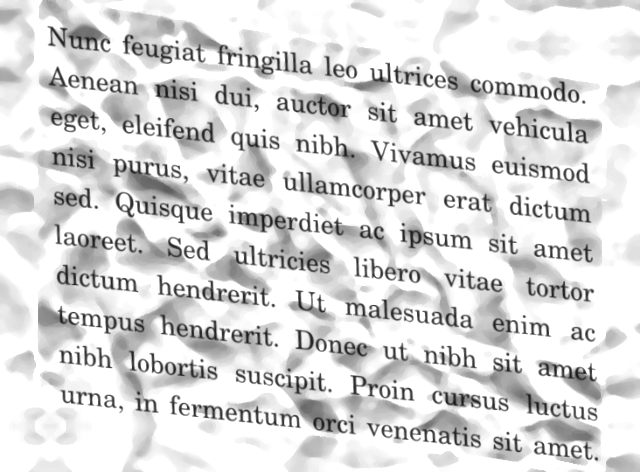 Nunc feugiat fringilla leo ultrices commodo.
Aenean nisi dui, auctor sit amet vehicula
eget, eleifend quis nibh. Vivamus euismod
nisi purus, vitae ullamcorper erat dictum
sed. Quisque imperdiet ac ipsum sit amet
laoreet. Sed ultricies libero vitae tortor
dictum hendrerit. Ut malesuada enim ac
tempus hendrerit. Donec ut nibh sit amet
nibh lobortis suscipit. Proin cursus luctus
urna, in fermentum orci venenatis sit amet.